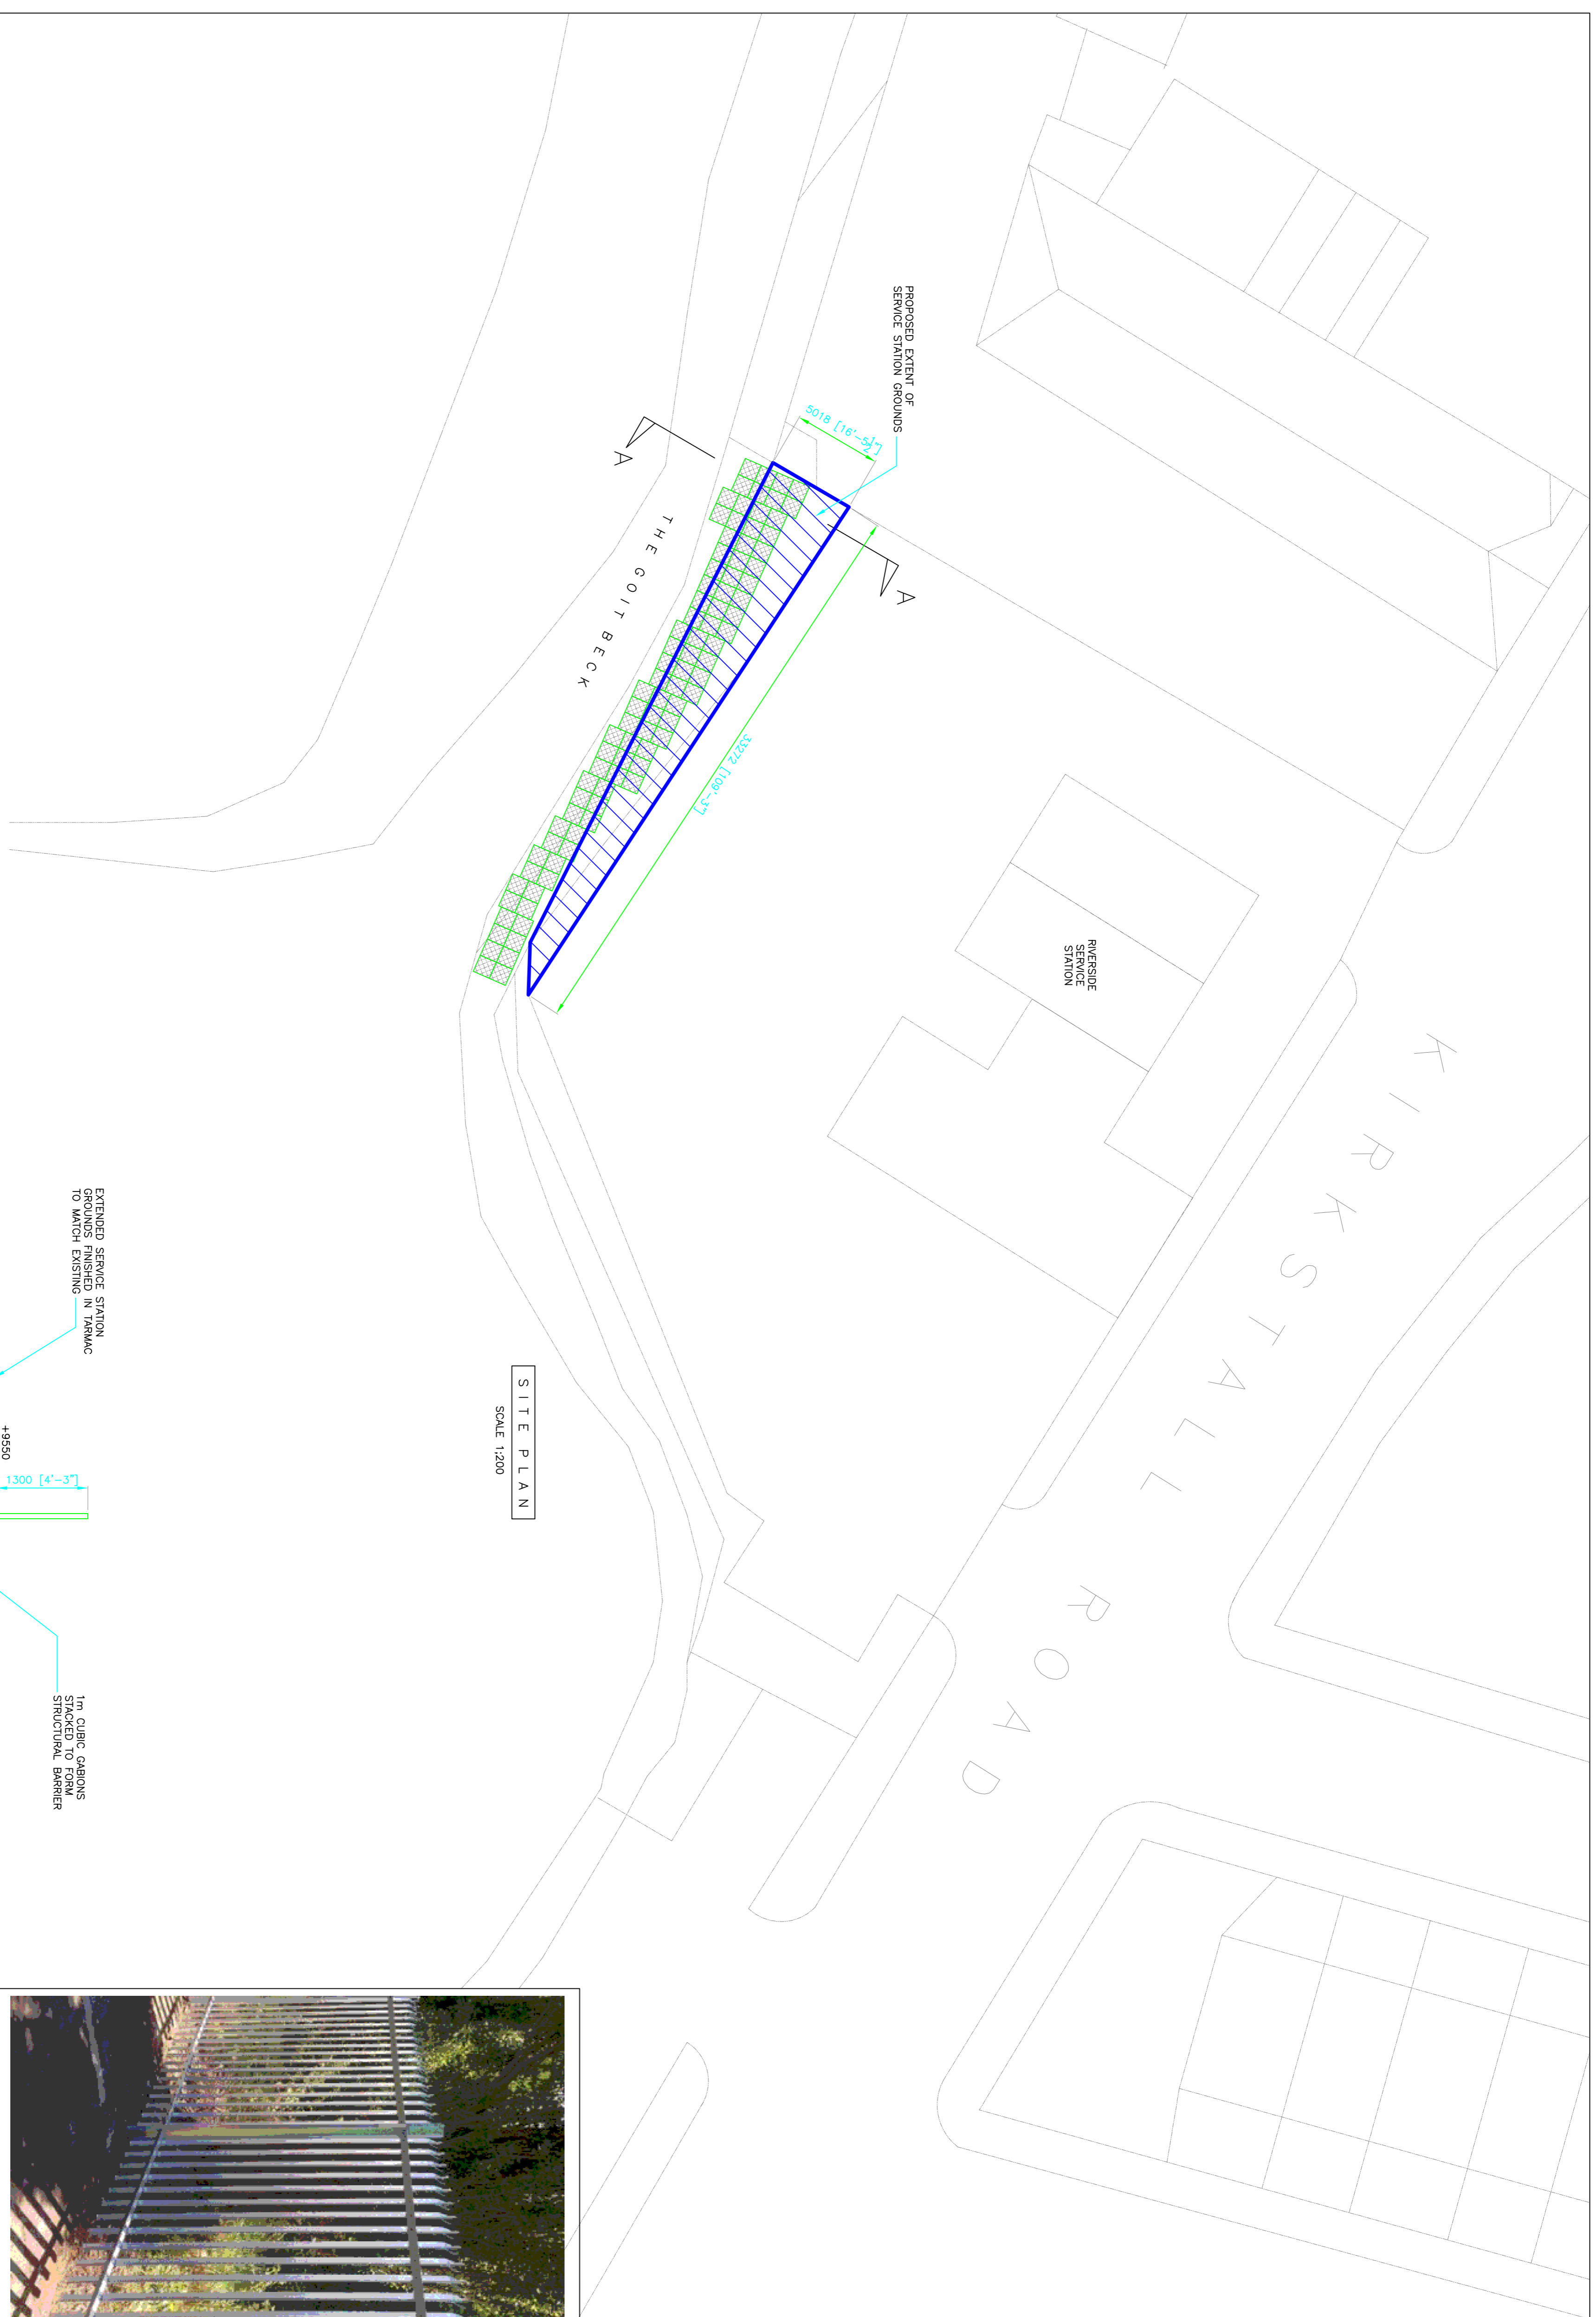 PROPOSED EXTENT OF
SERVICE STATION GROUNDS
5018 [16'-5½"]
A
A
THE GOIT BECK
33272 [109'-3"]
RIVERSIDE
SERVICE
STATION
KIRKSTALL ROAD
SITE PLAN
SCALE 1;200
EXTENDED SERVICE STATION
GROUNDS FINISHED IN TARMAC
TO MATCH EXISTING
+9550
1300 [4'-3"]
1m CUBIC GABIONS
STACKED TO FORM
STRUCTURAL BARRIER